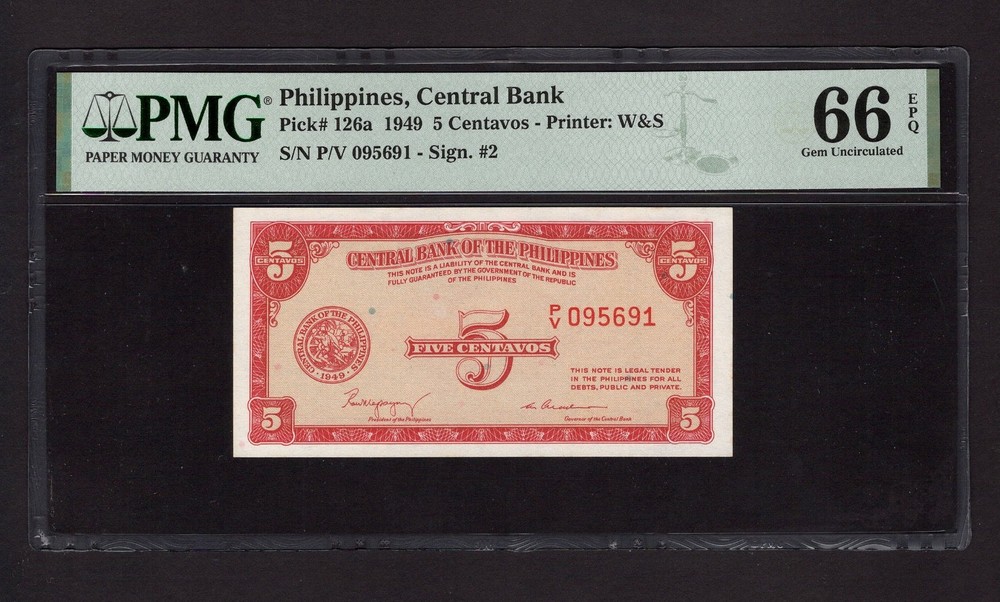 PMG®
PAPER MONEY GUARANTY
Philippines, Central Bank
Pick# 126a 1949 5 Centavos - Printer: W&S
S/N P/V 095691 - Sign. #2
66 EPQ
Gem Uncirculated
5 CENTAVOS
CENTRAL BANK OF THE PHILIPPINES
THIS NOTE IS A LIABILITY OF THE CENTRAL BANK AND IS
FULLY GUARANTEED BY THE GOVERNMENT OF THE REPUBLIC
OF THE PHILIPPINES
5 CENTAVOS
P/V 095691
CENTRAL BANK OF THE PHILIPPINES
· 1949 ·
5
FIVE CENTAVOS
THIS NOTE IS LEGAL TENDER
IN THE PHILIPPINES FOR ALL
DEBTS, PUBLIC AND PRIVATE.
President of the Philippines
Governor of the Central Bank
5
5